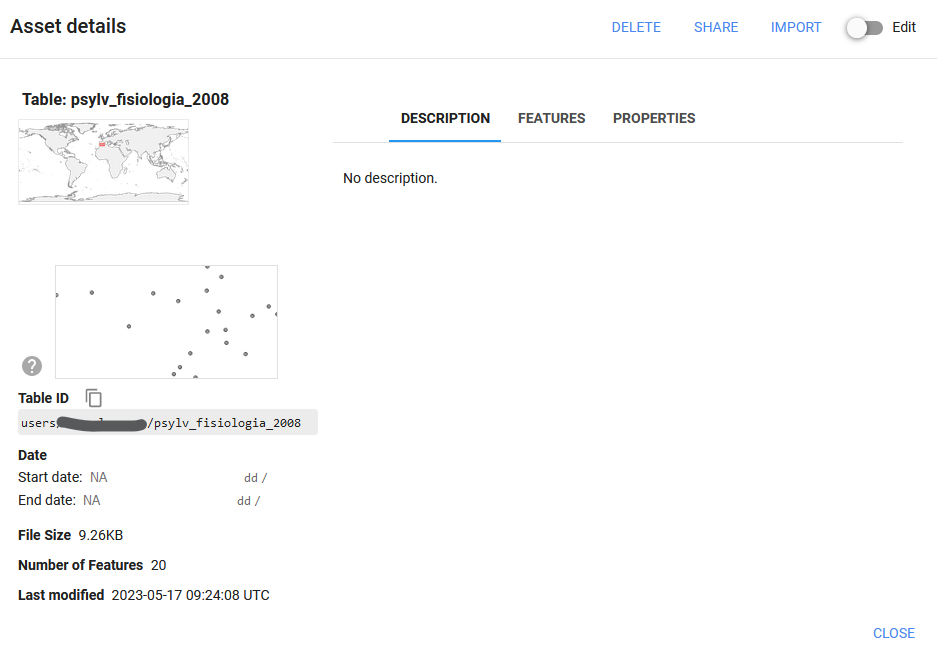 Asset details
DELETE SHARE IMPORT Edit
Table: psylv_fisiologia_2008
DESCRIPTION FEATURES PROPERTIES
No description.
?
Table ID
users/ /psylv_fisiologia_2008
Date
Start date: NA dd /
End date: NA dd /
File Size 9.26KB
Number of Features 20
Last modified 2023-05-17 09:24:08 UTC
CLOSE